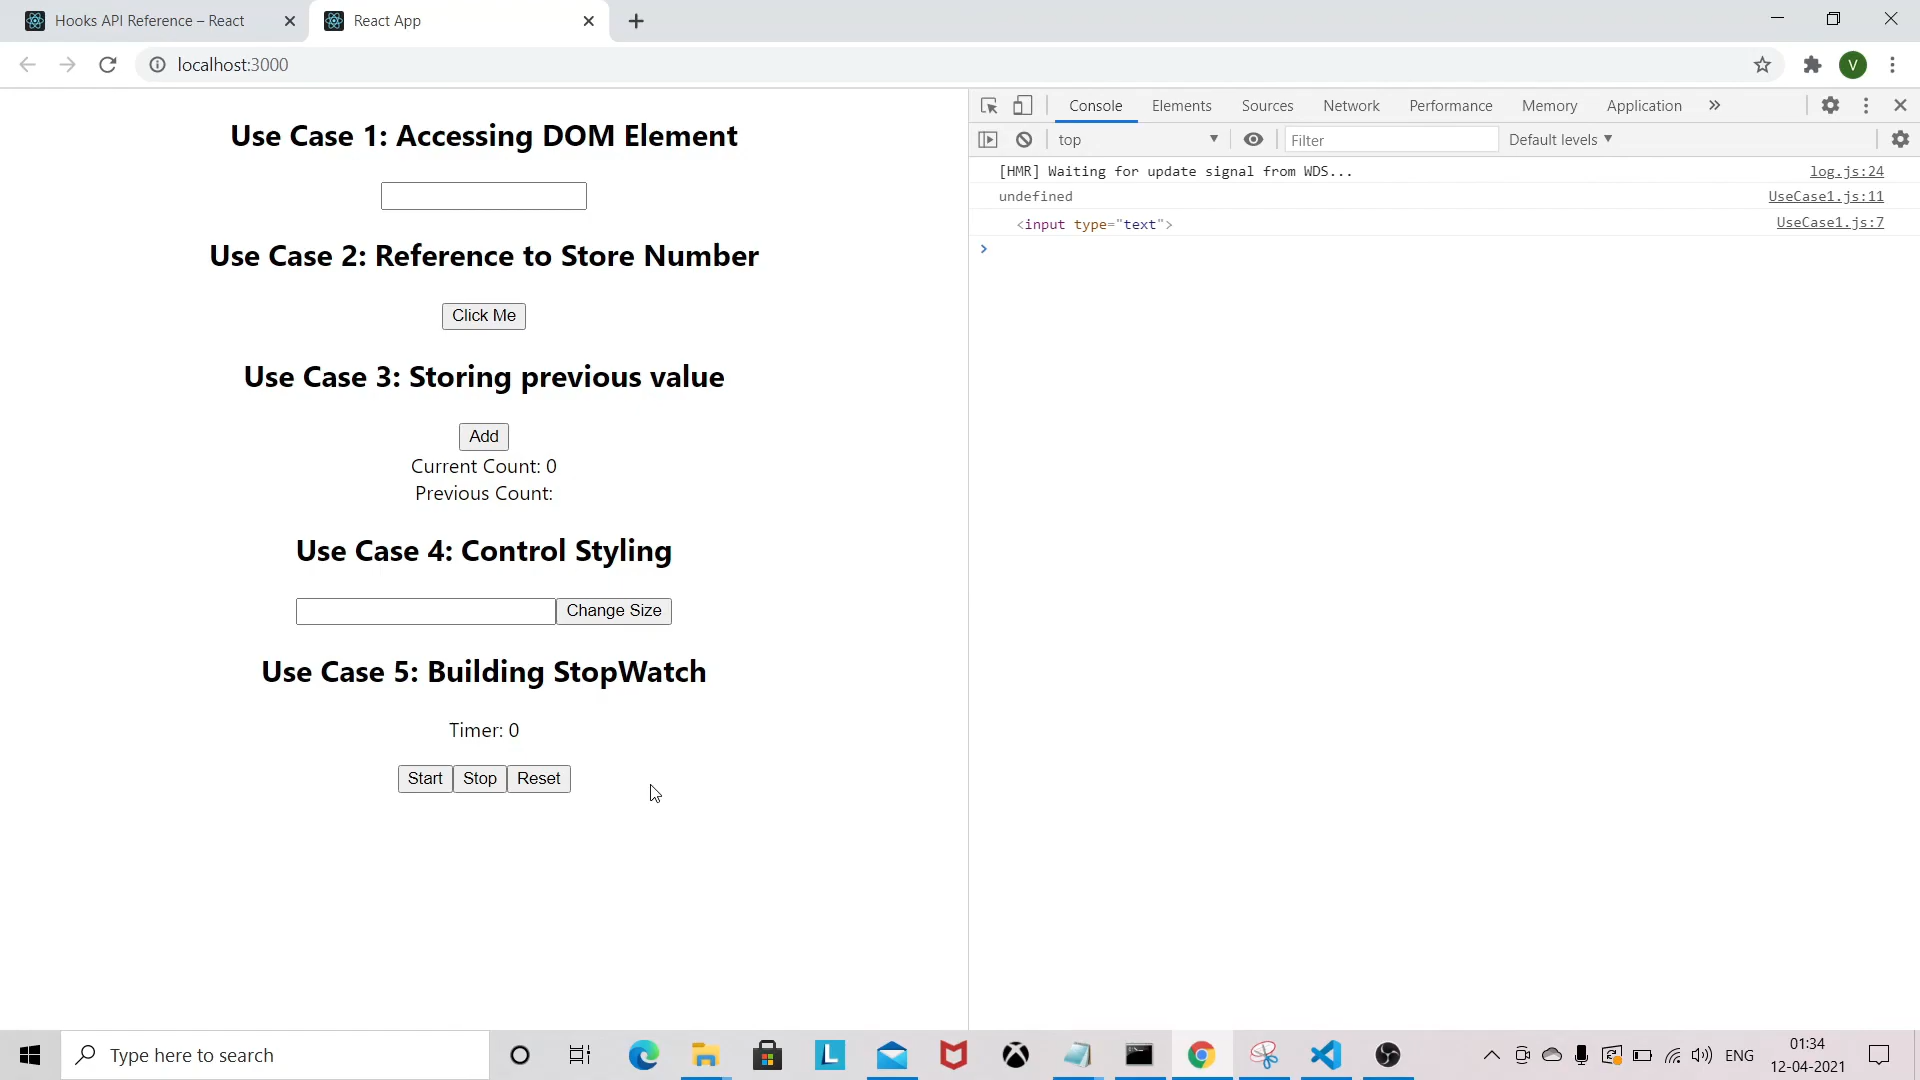 Hooks API Reference – React
React App
localhost:3000
V
Use Case 1: Accessing DOM Element
Use Case 2: Reference to Store Number
Click Me
Use Case 3: Storing previous value
Add
Current Count: 0
Previous Count:
Use Case 4: Control Styling
Change Size
Use Case 5: Building StopWatch
Timer: 0
Start Stop Reset
Console Elements Sources Network Performance Memory Application
top Filter Default levels
[HMR] Waiting for update signal from WDS... log.js:24
undefined UseCase1.js:11
<input type="text"> UseCase1.js:7
Type here to search
L
ENG
01:34
12-04-2021